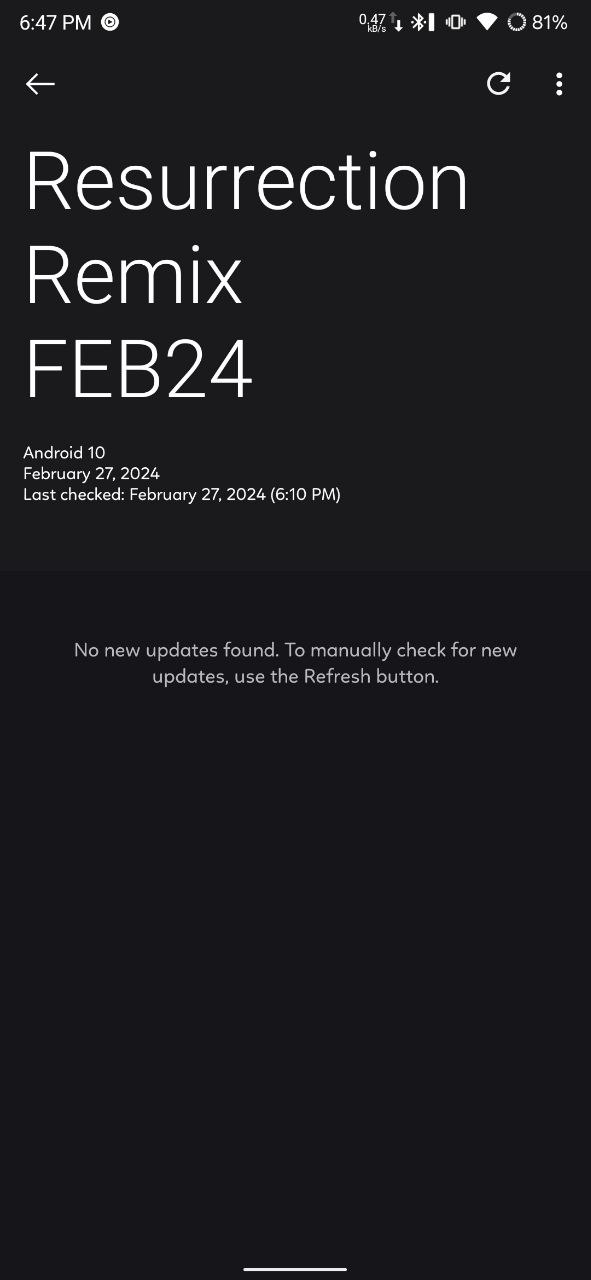 6:47 PM
0.47
kB/s
81%
Resurrection
Remix
FEB24
Android 10
February 27, 2024
Last checked: February 27, 2024 (6:10 PM)
No new updates found. To manually check for new
updates, use the Refresh button.